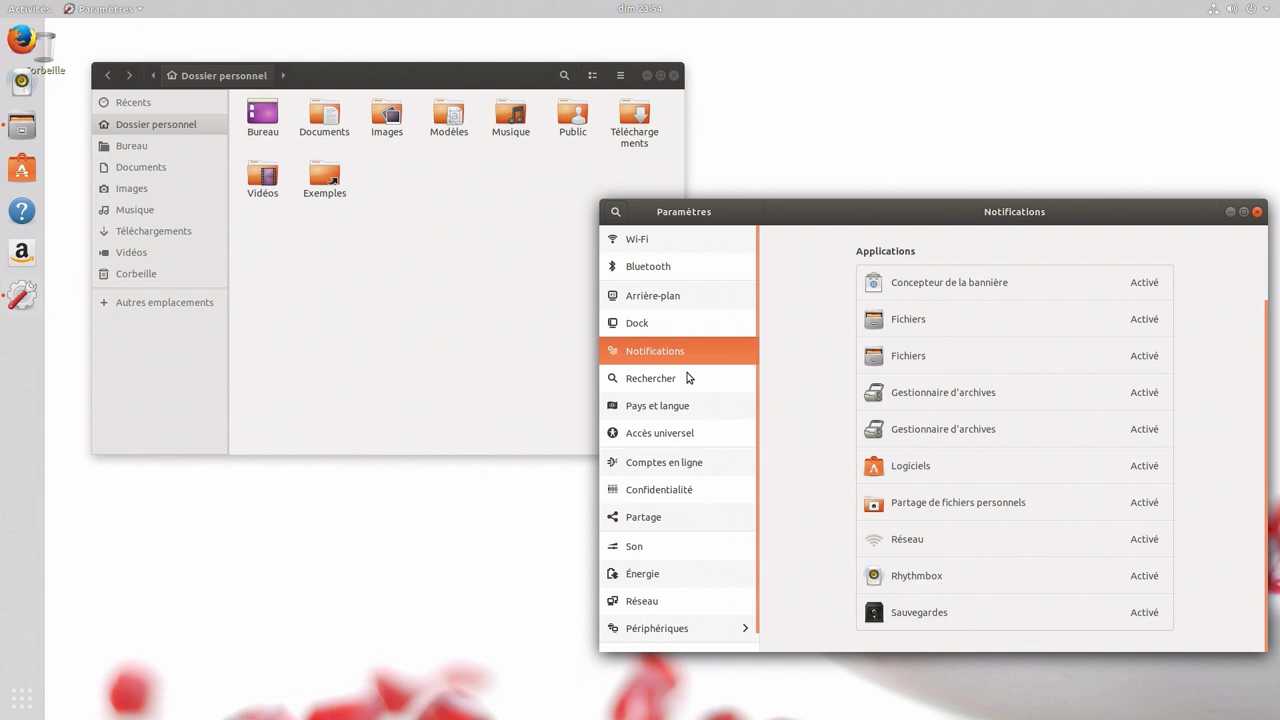 Activités
Paramètres
dim 23:54
Corbeille
Dossier personnel
Récents
Dossier personnel
Bureau
Documents
Images
Musique
Téléchargements
Vidéos
Corbeille
Autres emplacements
Bureau
Documents
Images
Modèles
Musique
Public
Télécharge
ments
Vidéos
Exemples
Paramètres
Notifications
Wi-Fi
Bluetooth
Arrière-plan
Dock
Notifications
Rechercher
Pays et langue
Accès universel
Comptes en ligne
Confidentialité
Partage
Son
Énergie
Réseau
Périphériques
Applications
Concepteur de la bannière Activé
Fichiers Activé
Fichiers Activé
Gestionnaire d'archives Activé
Gestionnaire d'archives Activé
Logiciels Activé
Partage de fichiers personnels Activé
Réseau Activé
Rhythmbox Activé
Sauvegardes Activé